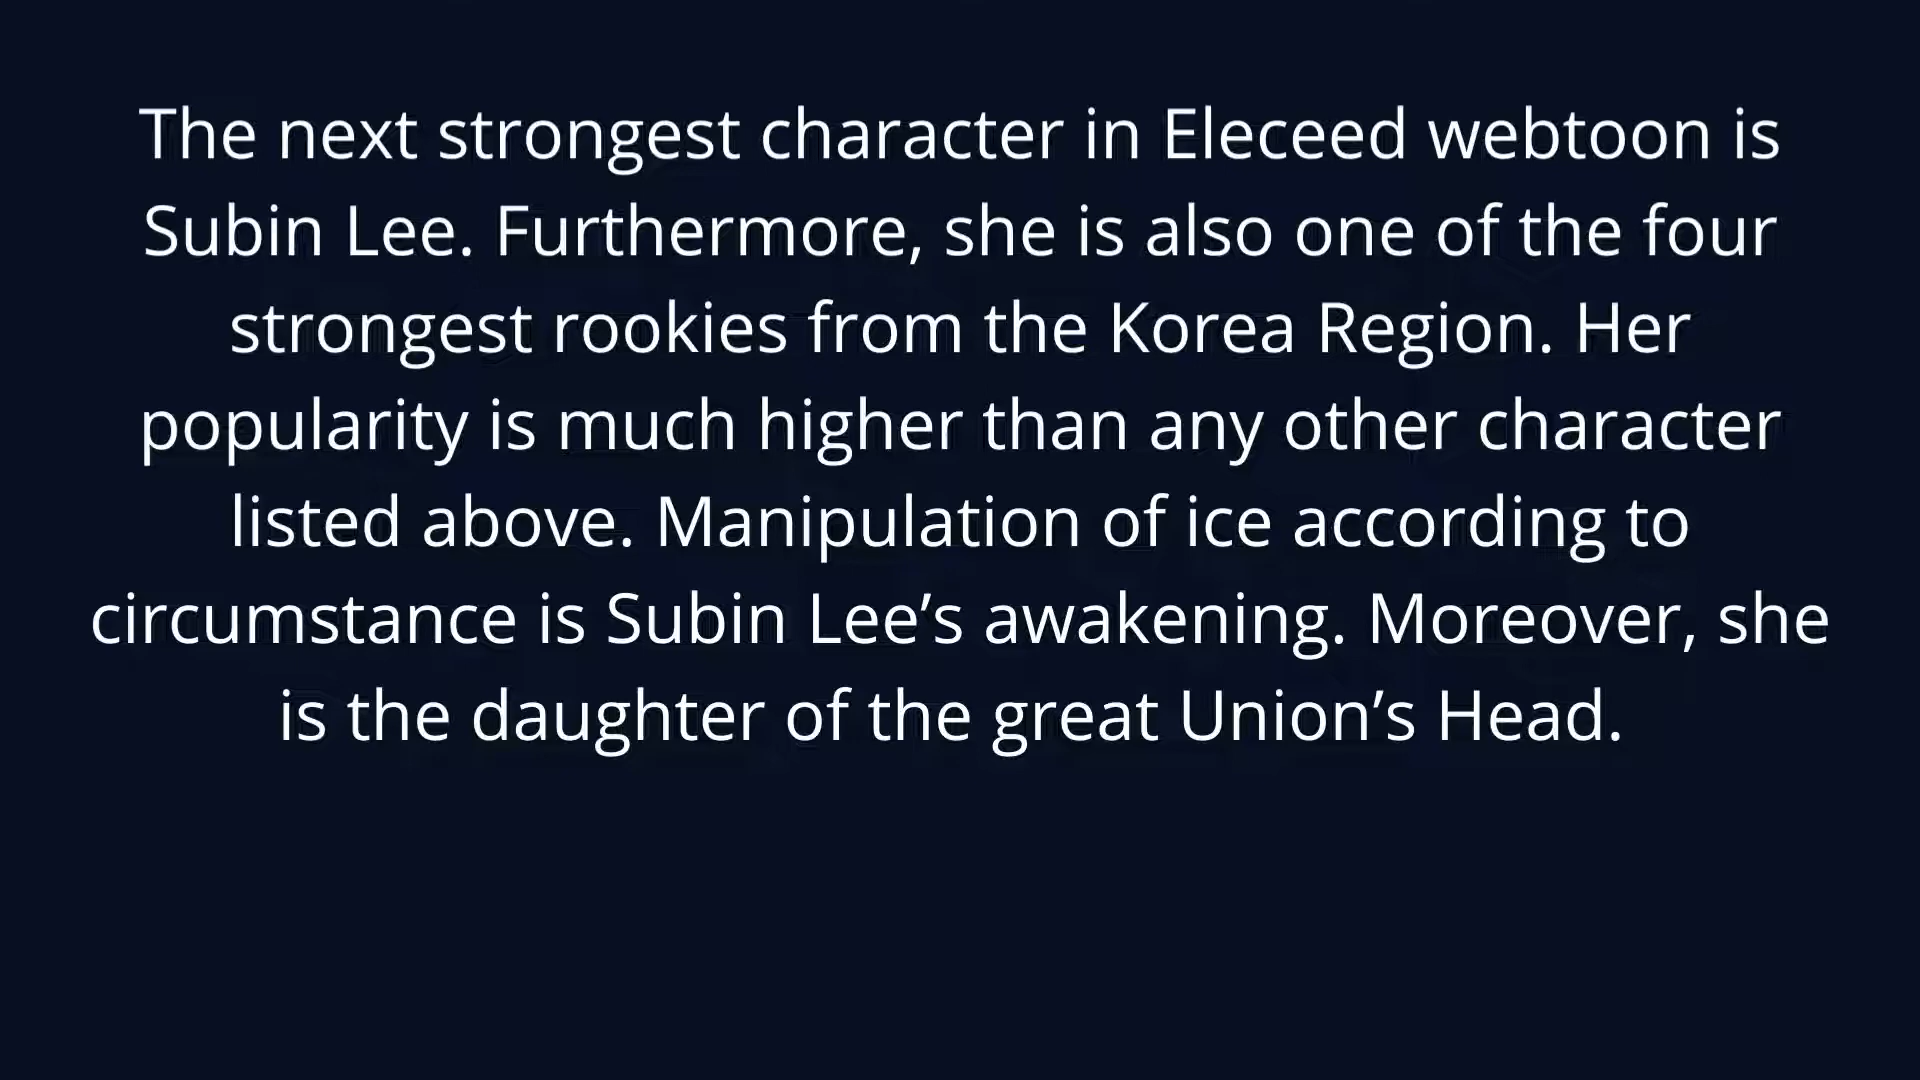 The next strongest character in Eleceed webtoon is
Subin Lee. Furthermore, she is also one of the four
strongest rookies from the Korea Region. Her
popularity is much higher than any other character
listed above. Manipulation of ice according to
circumstance is Subin Lee’s awakening. Moreover, she
is the daughter of the great Union’s Head.